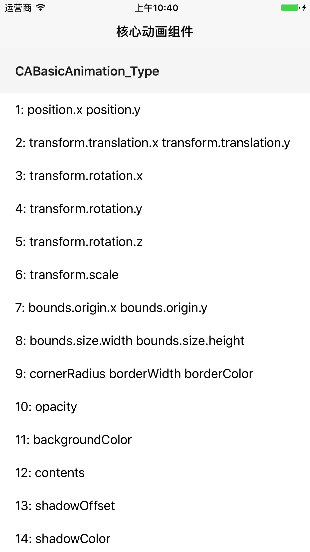 运营商 上午10:40
核心动画组件
CABasicAnimation_Type
1: position.x position.y
2: transform.translation.x transform.translation.y
3: transform.rotation.x
4: transform.rotation.y
5: transform.rotation.z
6: transform.scale
7: bounds.origin.x bounds.origin.y
8: bounds.size.width bounds.size.height
9: cornerRadius borderWidth borderColor
10: opacity
11: backgroundColor
12: contents
13: shadowOffset
14: shadowColor